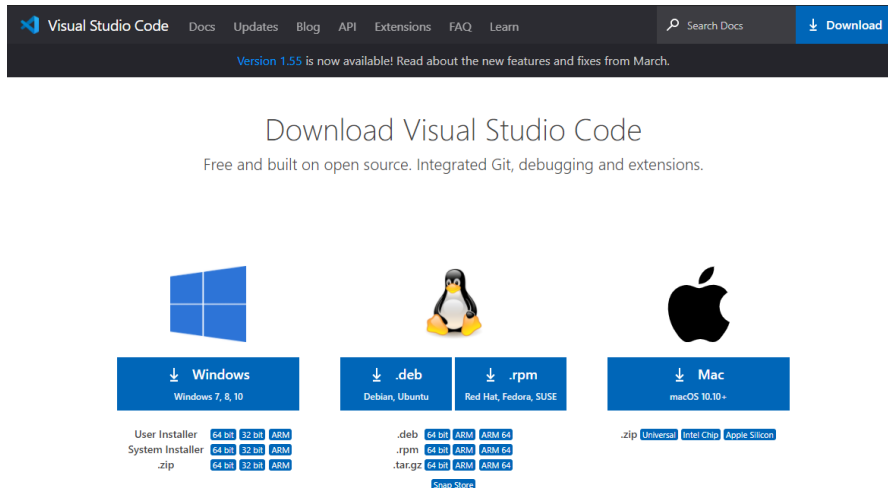 Visual Studio Code Docs Updates Blog API Extensions FAQ Learn Search Docs Download
Version 1.55 is now available! Read about the new features and fixes from March.
Download Visual Studio Code
Free and built on open source. Integrated Git, debugging and extensions.
Windows
Windows 7, 8, 10
User Installer 64 bit 32 bit ARM
System Installer 64 bit 32 bit ARM
.zip 64 bit 32 bit ARM
.deb
Debian, Ubuntu
.rpm
Red Hat, Fedora, SUSE
.deb 64 bit ARM ARM 64
.rpm 64 bit ARM ARM 64
.tar.gz 64 bit ARM ARM 64
Snap Store
Mac
macOS 10.10+
.zip Universal Intel Chip Apple Silicon